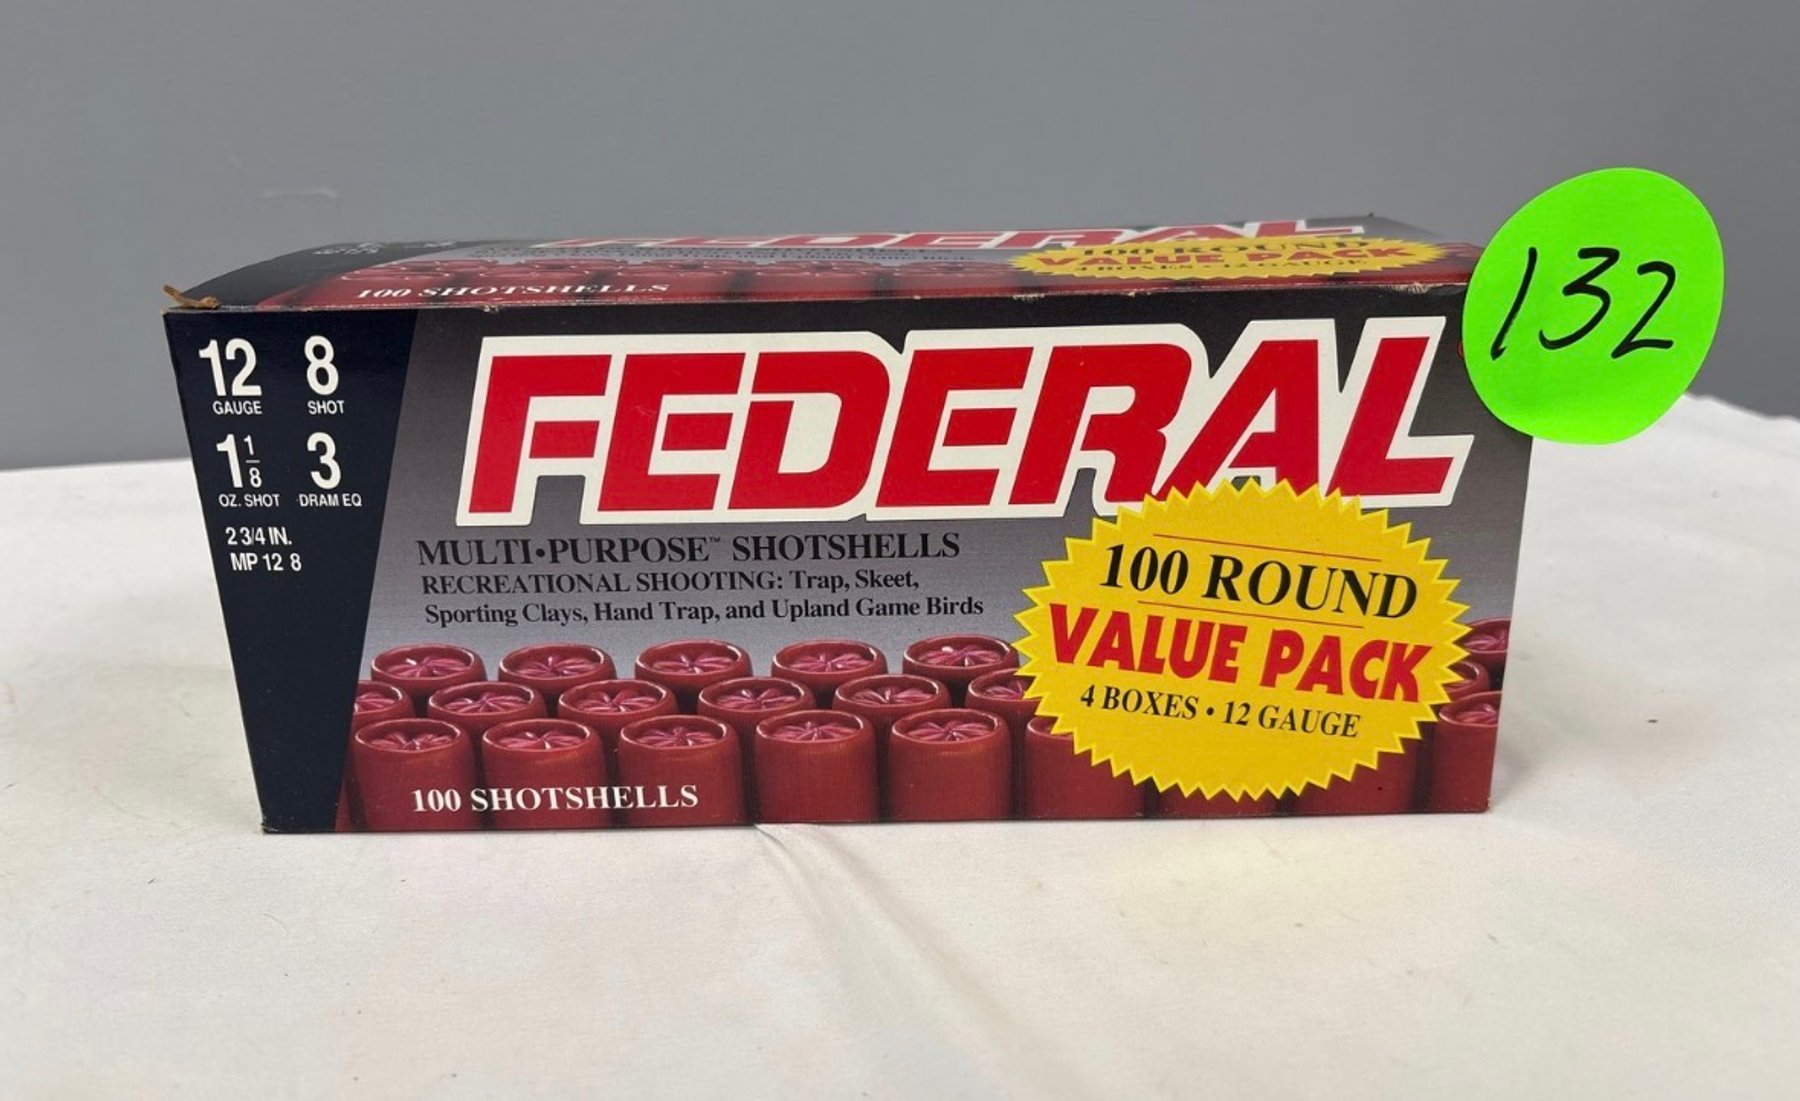 FEDERAL
100 ROUND
VALUE PACK
4 BOXES • 12 GAUGE
100 SHOTSHELLS
132
12 8
GAUGE SHOT
1 1/8 3
OZ. SHOT DRAM EQ
2 3/4 IN.
MP 12 8
FEDERAL
MULTI•PURPOSE™ SHOTSHELLS
RECREATIONAL SHOOTING: Trap, Skeet,
Sporting Clays, Hand Trap, and Upland Game Birds
100 ROUND
VALUE PACK
4 BOXES • 12 GAUGE
100 SHOTSHELLS